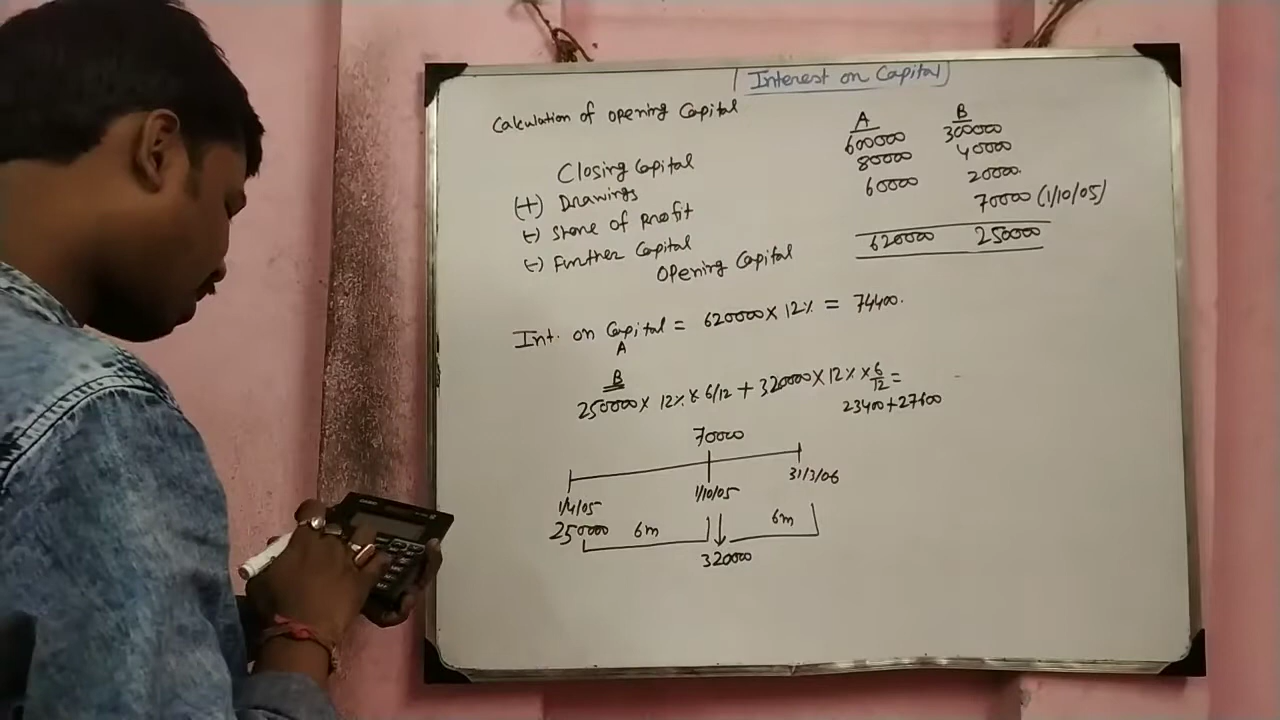 Interest on Capital
Calculation of opening Capital
A B
Closing Capital 600000 300000
(+) Drawings 80000 40000
(-) Share of Profit 60000 20000
(-) Further Capital 70000 (1/10/05)
Opening Capital 620000 250000
Int. on Capital = 620000 x 12% = 74400.
A
B
250000 x 12% x 6/12 + 320000 x 12% x 6/12 =
23400 + 27600
70000
1/4/05 1/10/05 31/3/06
250000 6m 6m
320000